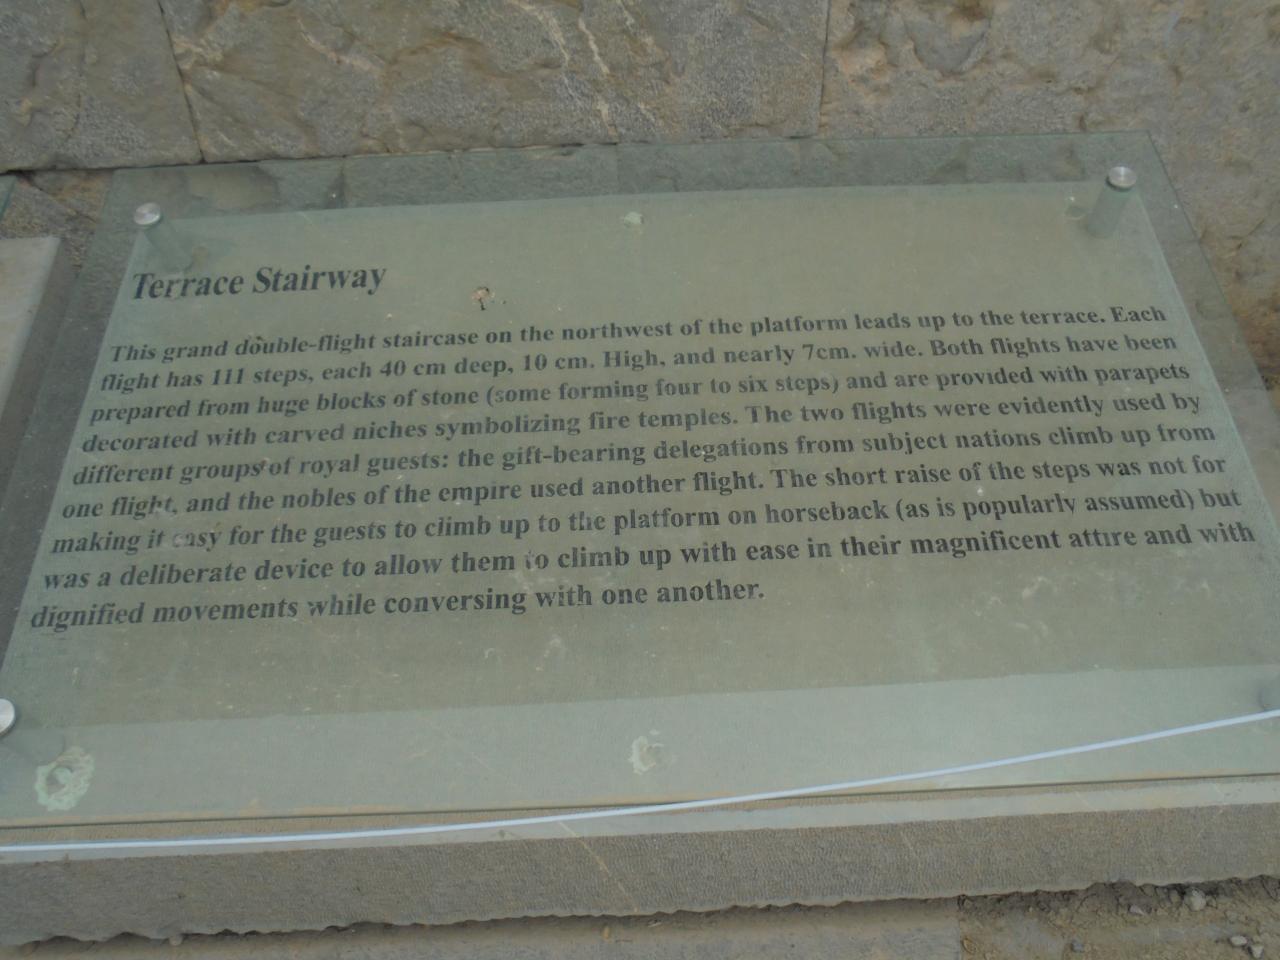 Terrace Stairway
This grand double-flight staircase on the northwest of the platform leads up to the terrace. Each
flight has 111 steps, each 40 cm deep, 10 cm. High, and nearly 7cm. wide. Both flights have been
prepared from huge blocks of stone (some forming four to six steps) and are provided with parapets
decorated with carved niches symbolizing fire temples. The two flights were evidently used by
different groups of royal guests: the gift-bearing delegations from subject nations climb up from
one flight, and the nobles of the empire used another flight. The short raise of the steps was not for
making it easy for the guests to climb up to the platform on horseback (as is popularly assumed) but
was a deliberate device to allow them to climb up with ease in their magnificent attire and with
dignified movements while conversing with one another.